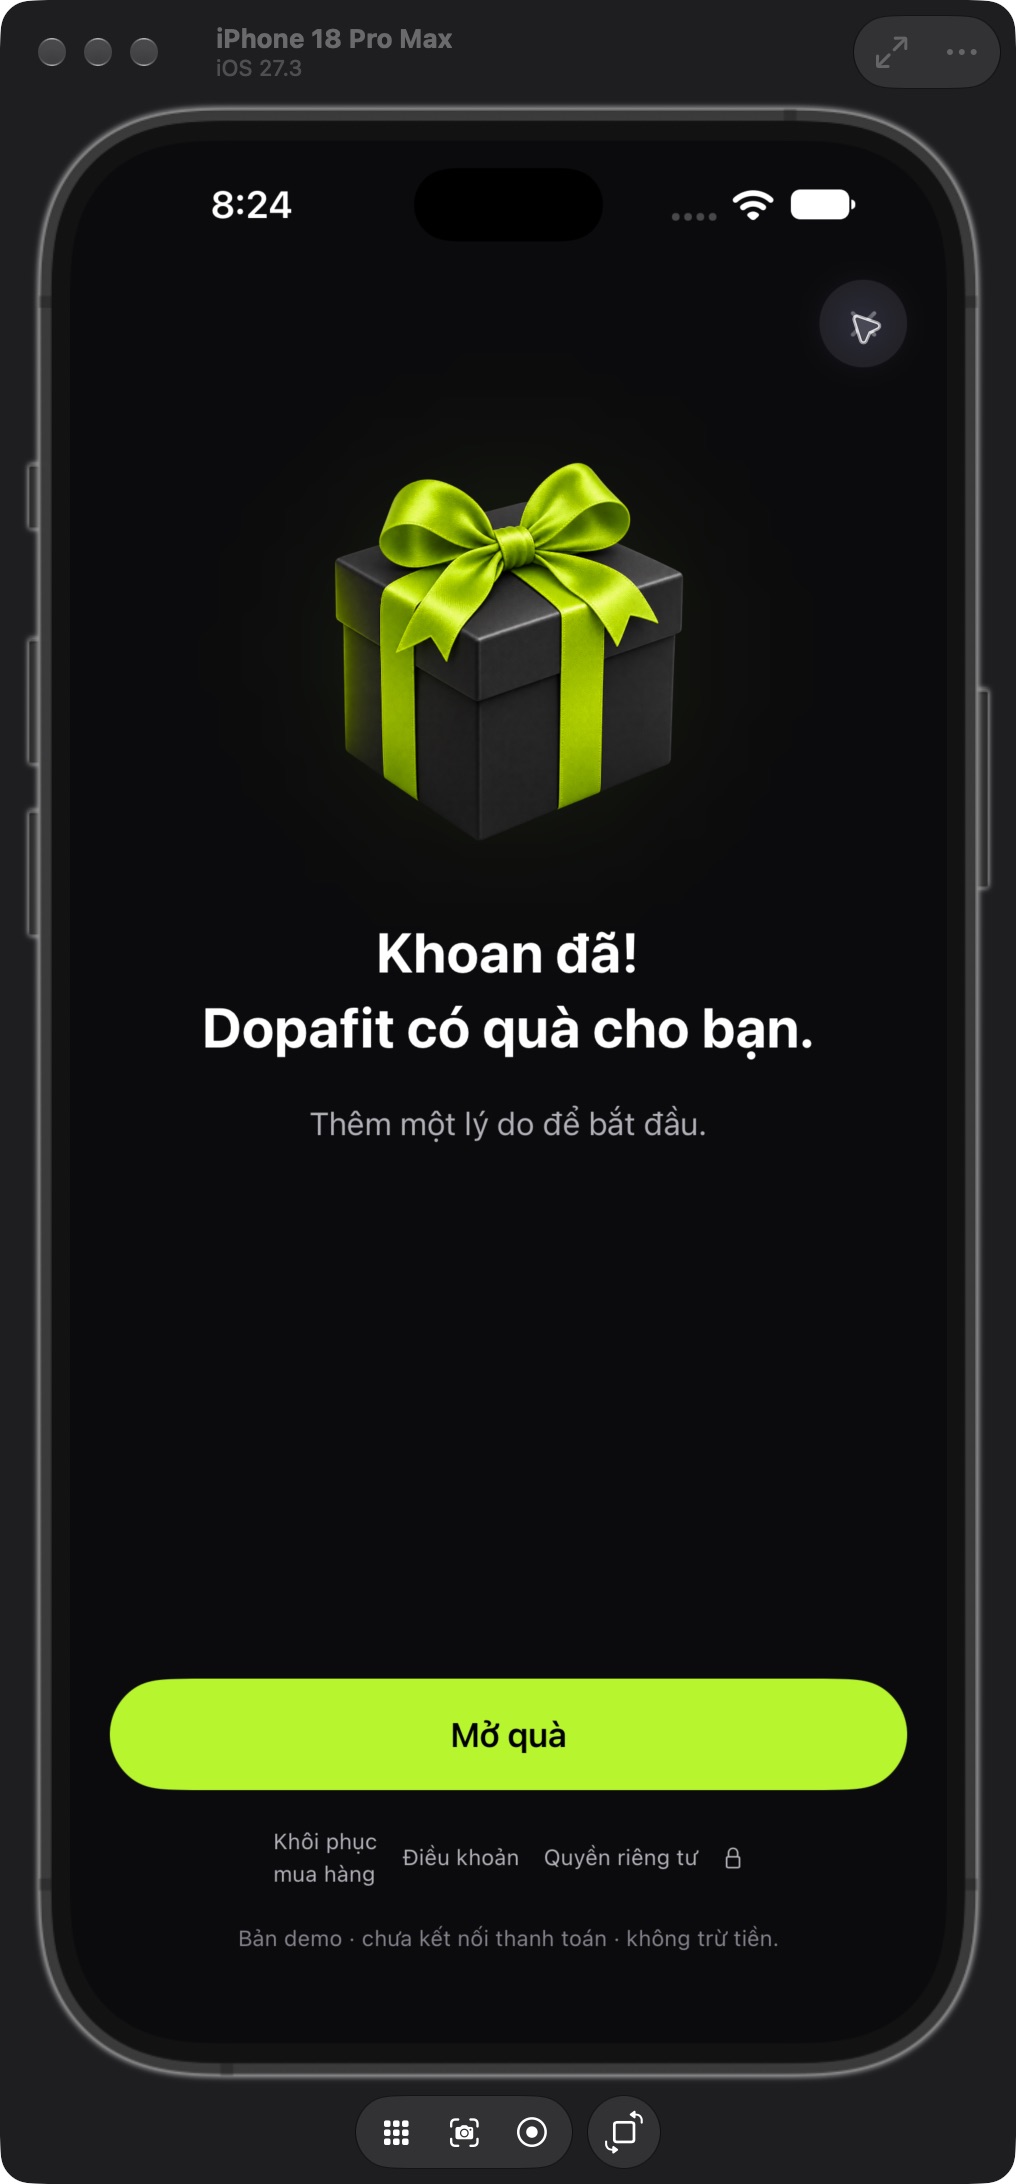 iPhone 18 Pro Max
iOS 27.3
8:24
Khoan đã!
Dopafit có quà cho bạn.
Thêm một lý do để bắt đầu.
Mở quà
Khôi phục
mua hàng
Điều khoản
Quyền riêng tư
Bản demo · chưa kết nối thanh toán · không trừ tiền.